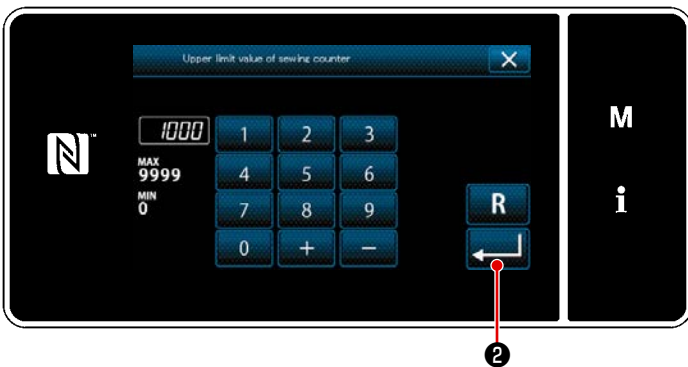 Upper limit value of sewing counter
1000
MAX
9999
MIN
0
1 2 3
4 5 6
7 8 9
0 + −
R
N
M
i
❷